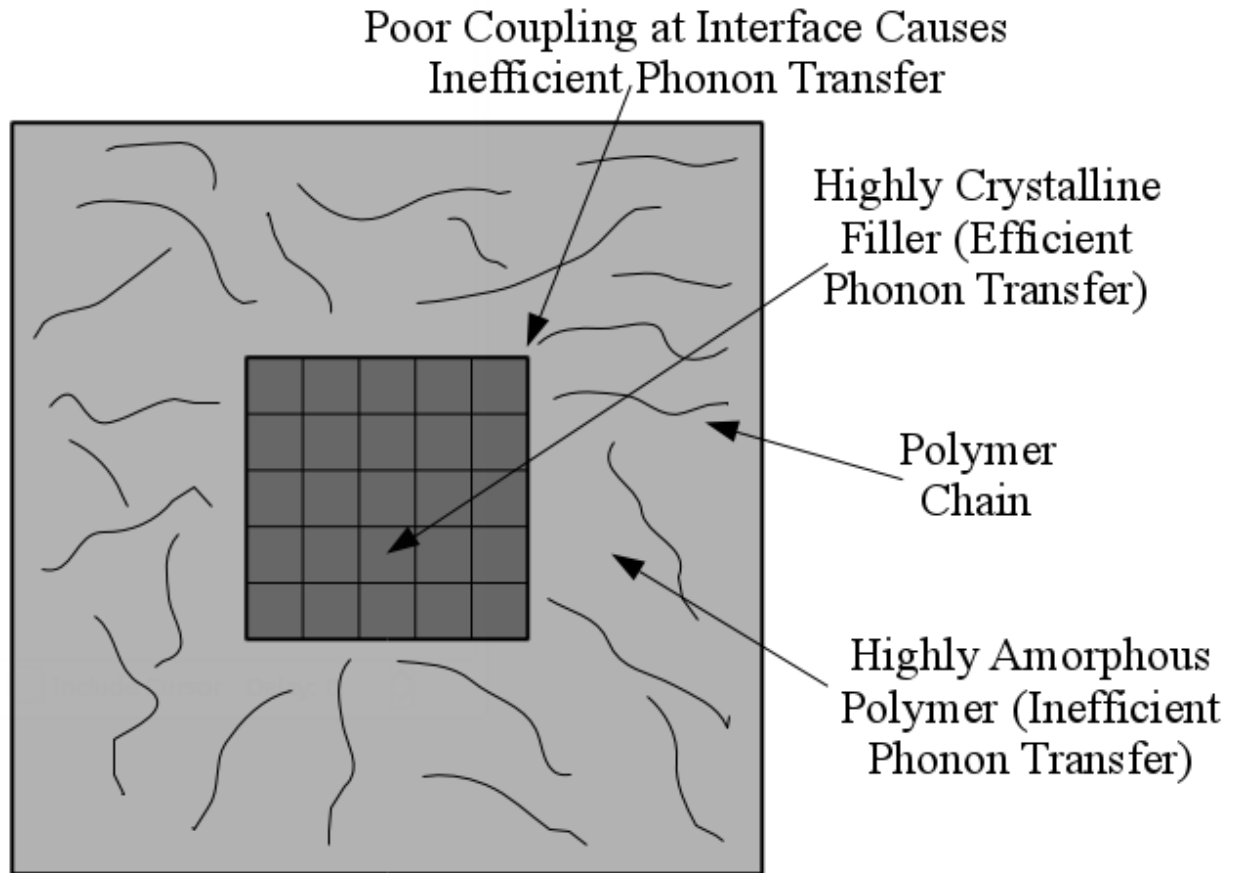 Poor Coupling at Interface Causes
Inefficient Phonon Transfer
Highly Crystalline
Filler (Efficient
Phonon Transfer)
Polymer
Chain
Highly Amorphous
Polymer (Inefficient
Phonon Transfer)